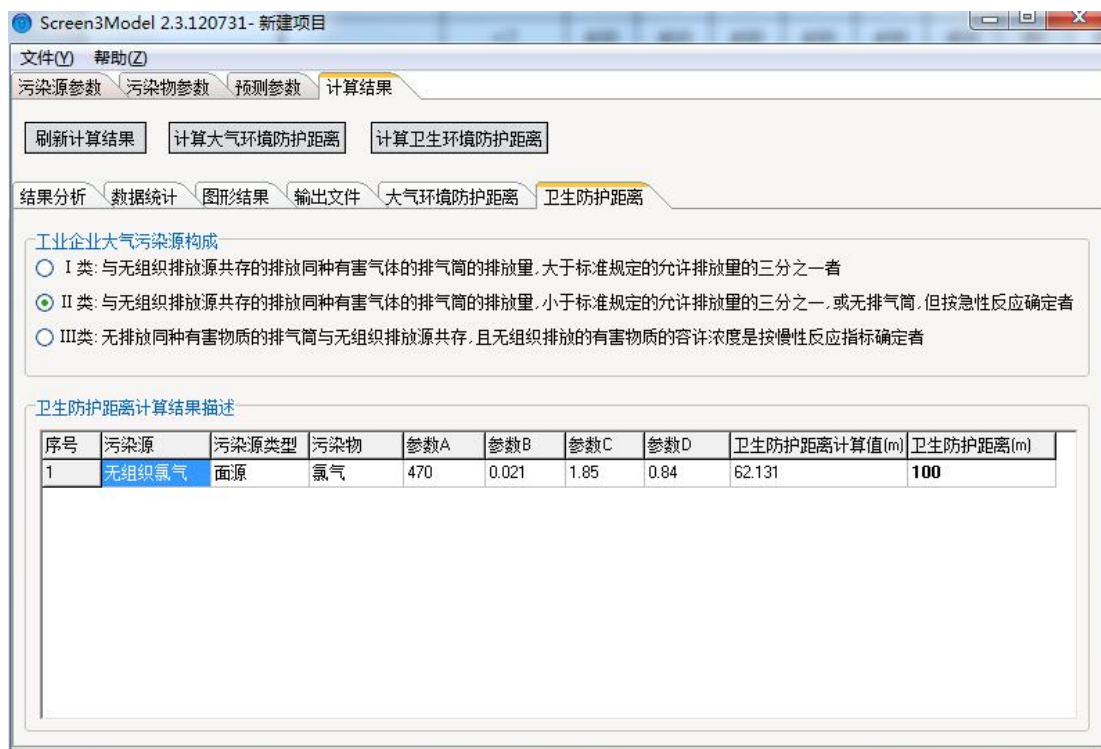 Screen3Model 2.3.120731- 新建项目
文件(Y) 帮助(Z)
污染源参数 污染物参数 预测参数 计算结果
刷新计算结果 计算大气环境防护距离 计算卫生环境防护距离
结果分析 数据统计 图形结果 输出文件 大气环境防护距离 卫生防护距离
工业企业大气污染源构成
I 类: 与无组织排放源共存的排放同种有害气体的排气筒的排放量,大于标准规定的允许排放量的三分之一者
II 类: 与无组织排放源共存的排放同种有害气体的排气筒的排放量,小于标准规定的允许排放量的三分之一,或无排气筒,但按急性反应确定者
III类: 无排放同种有害物质的排气筒与无组织排放源共存,且无组织排放的有害物质的容许浓度是按慢性反应指标确定者
卫生防护距离计算结果描述
序号 污染源 污染源类型 污染物 参数A 参数B 参数C 参数D 卫生防护距离计算值(m) 卫生防护距离(m)
1 无组织氯气 面源 氯气 470 0.021 1.85 0.84 62.131 100